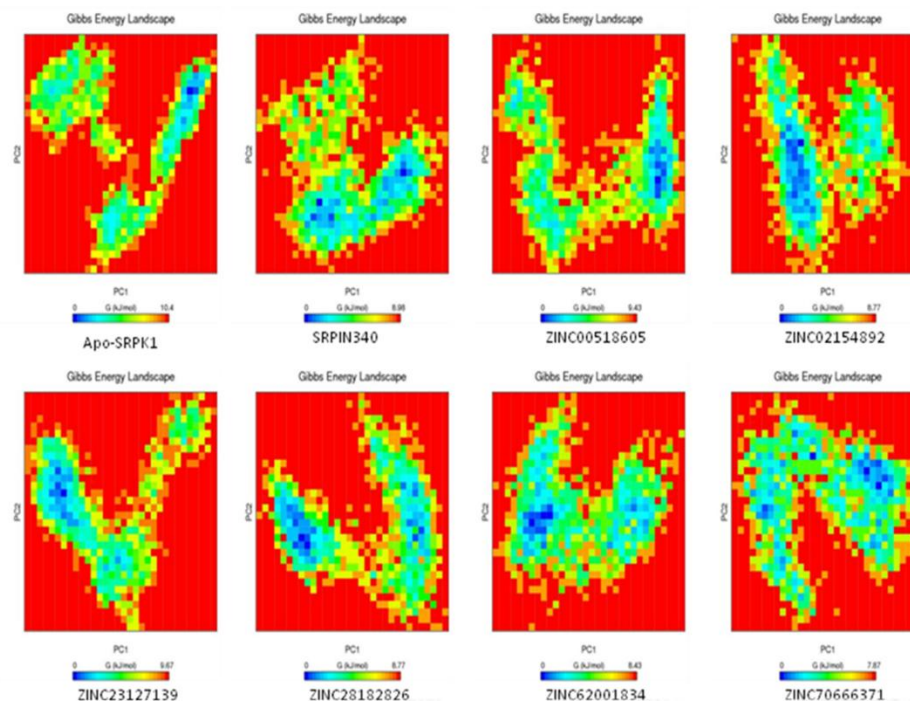 Gibbs Energy Landscape Gibbs Energy Landscape Gibbs Energy Landscape Gibbs Energy Landscape
PC2 PC2 PC2 PC2
PC1 PC1 PC1 PC1
0 G (kJ/mol) 10.4 0 G (kJ/mol) 8.98 0 G (kJ/mol) 9.43 0 G (kJ/mol) 8.77
Apo-SRPK1 SRPIN340 ZINC00518605 ZINC02154892
Gibbs Energy Landscape Gibbs Energy Landscape Gibbs Energy Landscape Gibbs Energy Landscape
PC2 PC2 PC2 PC2
PC1 PC1 PC1 PC1
0 G (kJ/mol) 9.67 0 G (kJ/mol) 8.77 0 G (kJ/mol) 8.43 0 G (kJ/mol) 7.87
ZINC23127139 ZINC28182826 ZINC62001834 ZINC70666371